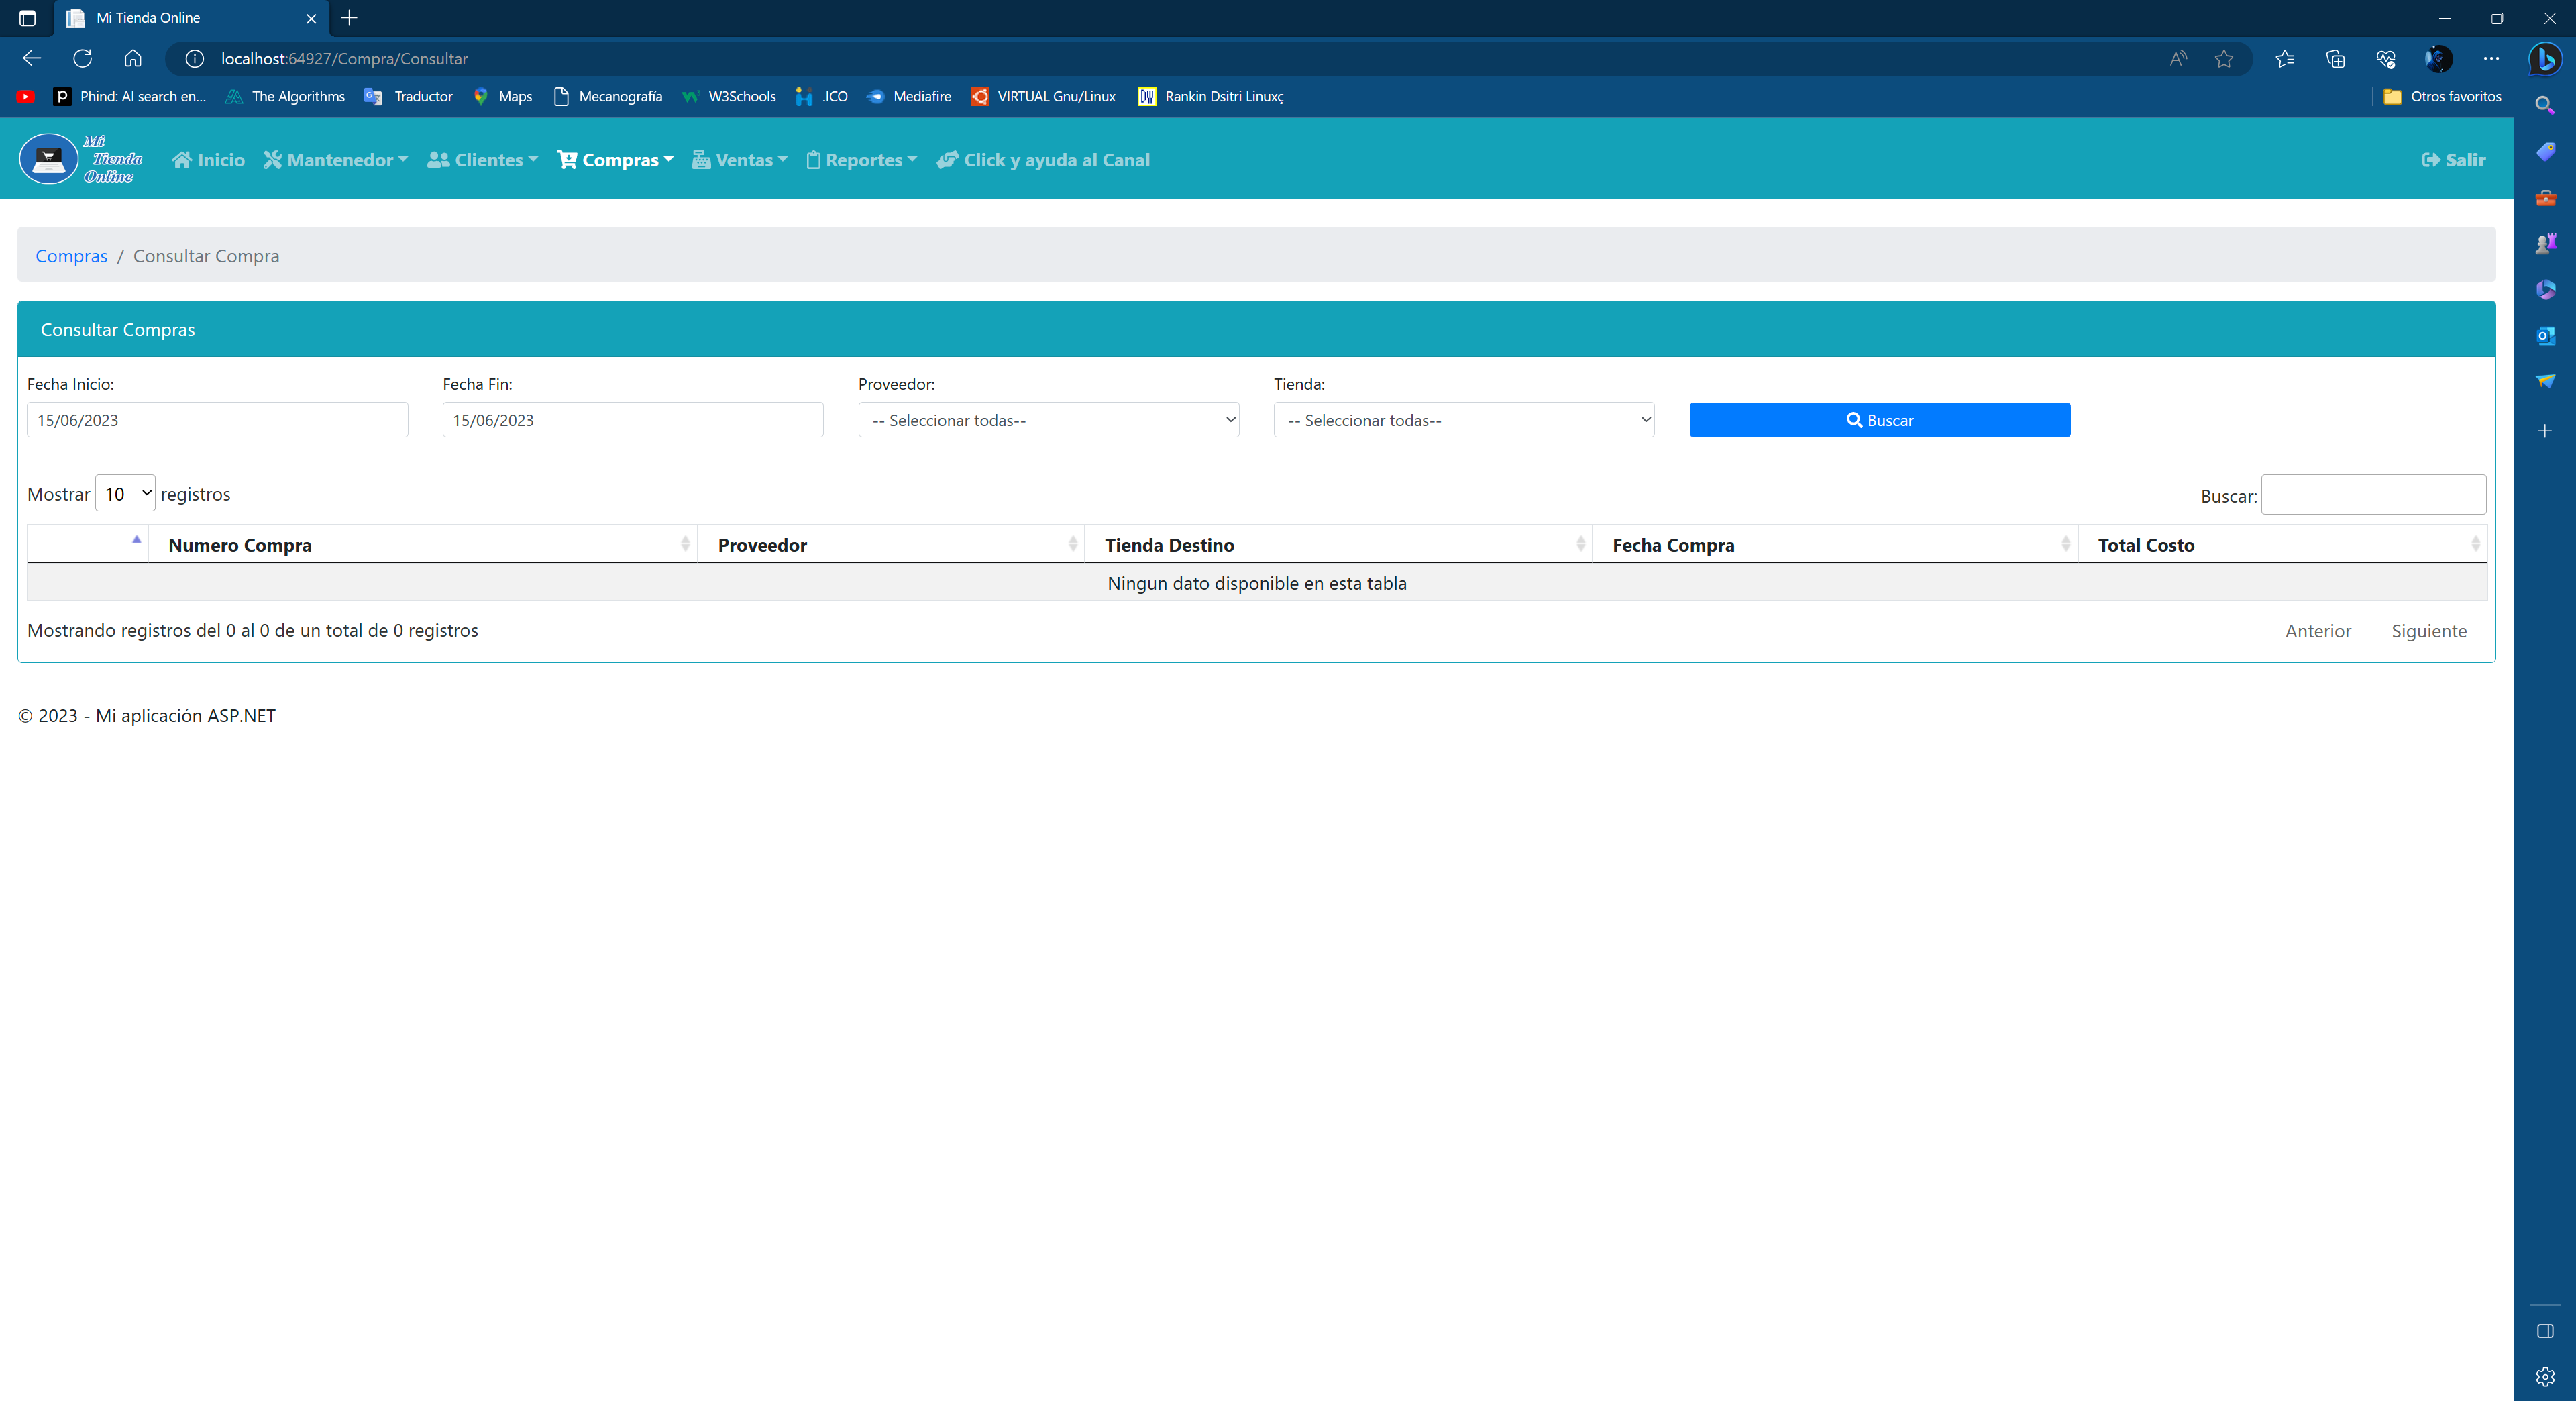 Mi Tienda Online
localhost:64927/Compra/Consultar
Phind: AI search en... The Algorithms Traductor Maps Mecanografía W3Schools .ICO Mediafire VIRTUAL Gnu/Linux Rankin Dsitri Linuxç Otros favoritos
Mi
Tienda
Online
Inicio Mantenedor Clientes Compras Ventas Reportes Click y ayuda al Canal Salir
Compras / Consultar Compra
Consultar Compras
Fecha Inicio: Fecha Fin: Proveedor: Tienda:
15/06/2023 15/06/2023 -- Seleccionar todas-- -- Seleccionar todas-- Buscar
Mostrar 10 registros Buscar:
Numero Compra Proveedor Tienda Destino Fecha Compra Total Costo
Ningun dato disponible en esta tabla
Mostrando registros del 0 al 0 de un total de 0 registros Anterior Siguiente
© 2023 - Mi aplicación ASP.NET